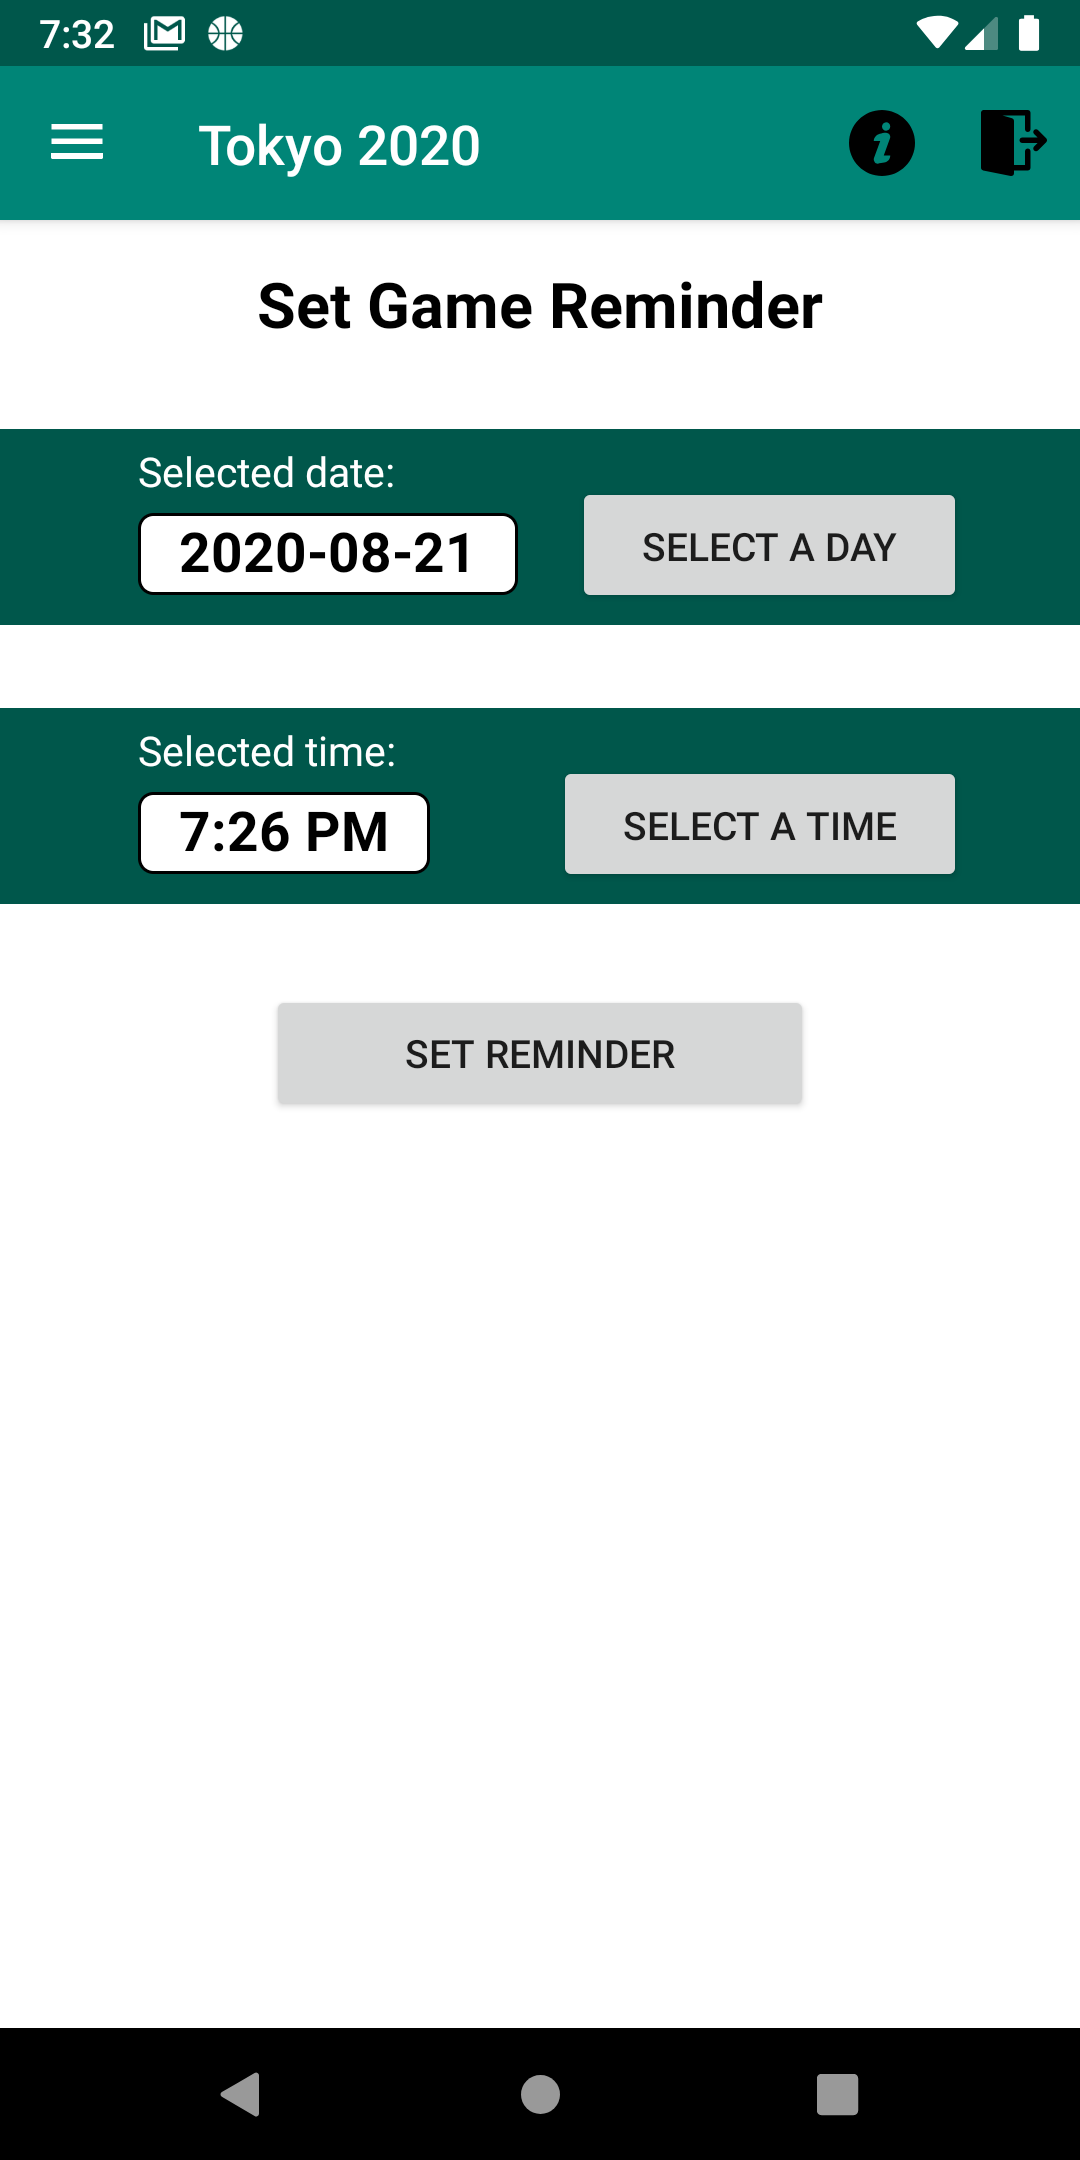 7:32
Tokyo 2020
Set Game Reminder
Selected date:
2020-08-21
SELECT A DAY
Selected time:
7:26 PM
SELECT A TIME
SET REMINDER